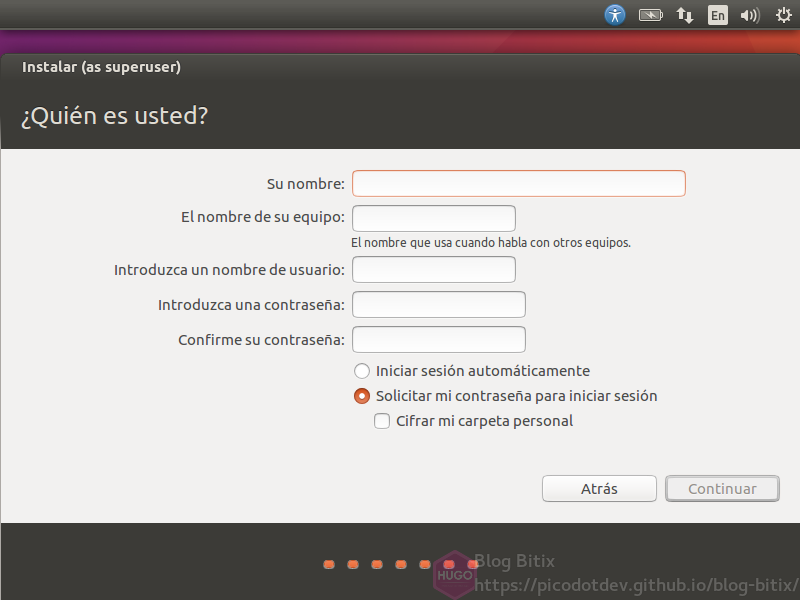 En
Instalar (as superuser)
¿Quién es usted?
Su nombre:
El nombre de su equipo:
El nombre que usa cuando habla con otros equipos.
Introduzca un nombre de usuario:
Introduzca una contraseña:
Confirme su contraseña:
Iniciar sesión automáticamente
Solicitar mi contraseña para iniciar sesión
Cifrar mi carpeta personal
Atrás Continuar
Blog Bitix
HUGO
https://picodotdev.github.io/blog-bitix/